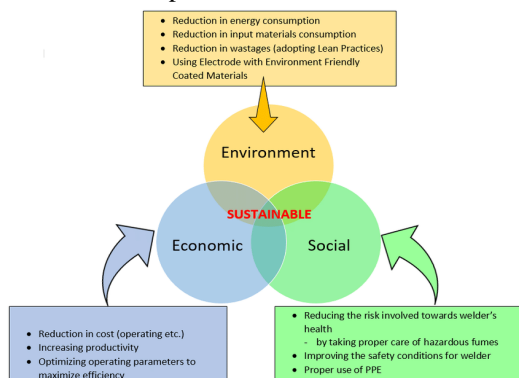 • Reduction in energy consumption
• Reduction in input materials consumption
• Reduction in wastages (adopting Lean Practices)
• Using Electrode with Environment Friendly
Coated Materials
Environment
SUSTAINABLE
Economic
Social
• Reduction in cost (operating etc.)
• Increasing productivity
• Optimizing operating parameters to
maximize efficiency
• Reducing the risk involved towards welder's
health
- by taking proper care of hazardous fumes
• Improving the safety conditions for welder
• Proper use of PPE